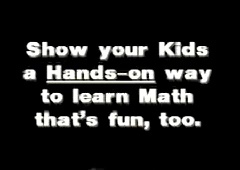 Show your Kids
a Hands-on way
to learn Math
that's fun, too.